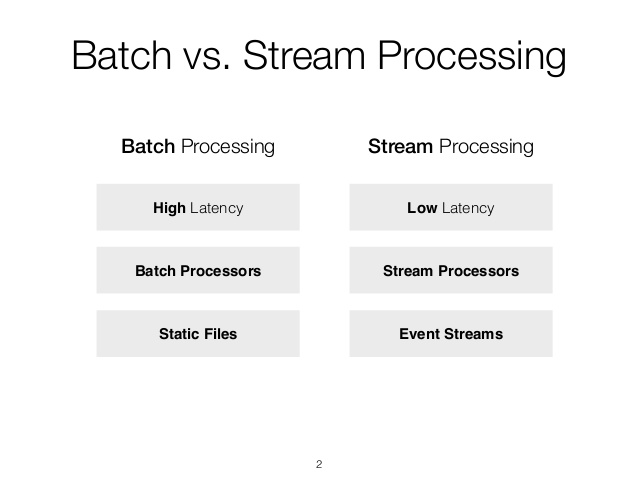 Batch vs. Stream Processing
Batch Processing
Stream Processing
High Latency
Low Latency
Batch Processors
Stream Processors
Static Files
Event Streams
2